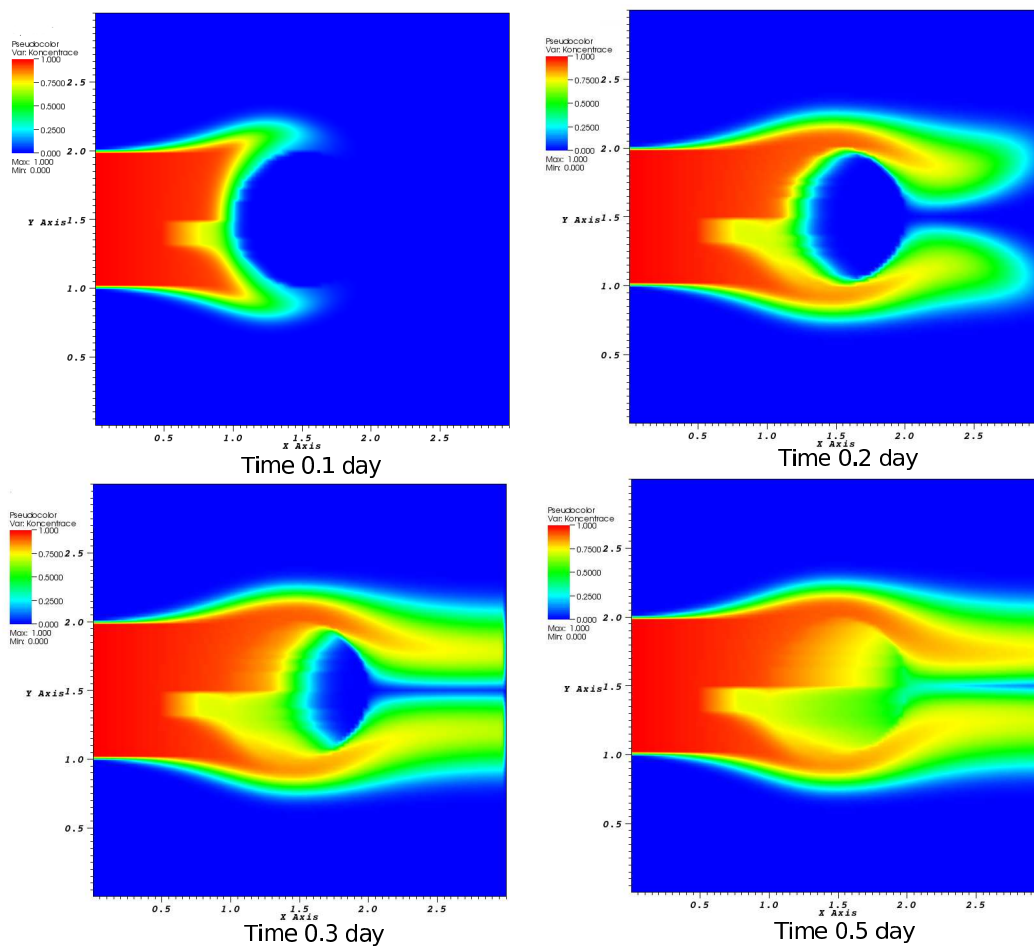 Pseudocolor
Var: Koncentrace
1.000
0.7500
0.5000
0.2500
0.000
Max: 1.000
Min: 0.000
2.5
2.0
Y Axis 1.5
1.0
0.5
0.5 1.0 1.5 2.0 2.5
X Axis
Time 0.1 day
Pseudocolor
Var: Koncentrace
1.000
0.7500
0.5000
0.2500
0.000
Max: 1.000
Min: 0.000
2.5
2.0
Y Axis 1.5
1.0
0.5
0.5 1.0 1.5 2.0 2.5
X Axis
Time 0.2 day
Pseudocolor
Var: Koncentrace
1.000
0.7500
0.5000
0.2500
0.000
Max: 1.000
Min: 0.000
2.5
2.0
Y Axis 1.5
1.0
0.5
0.5 1.0 1.5 2.0 2.5
X Axis
Time 0.3 day
Pseudocolor
Var: Koncentrace
1.000
0.7500
0.5000
0.2500
0.000
Max: 1.000
Min: 0.000
2.5
2.0
Y Axis 1.5
1.0
0.5
0.5 1.0 1.5 2.0 2.5
X Axis
Time 0.5 day